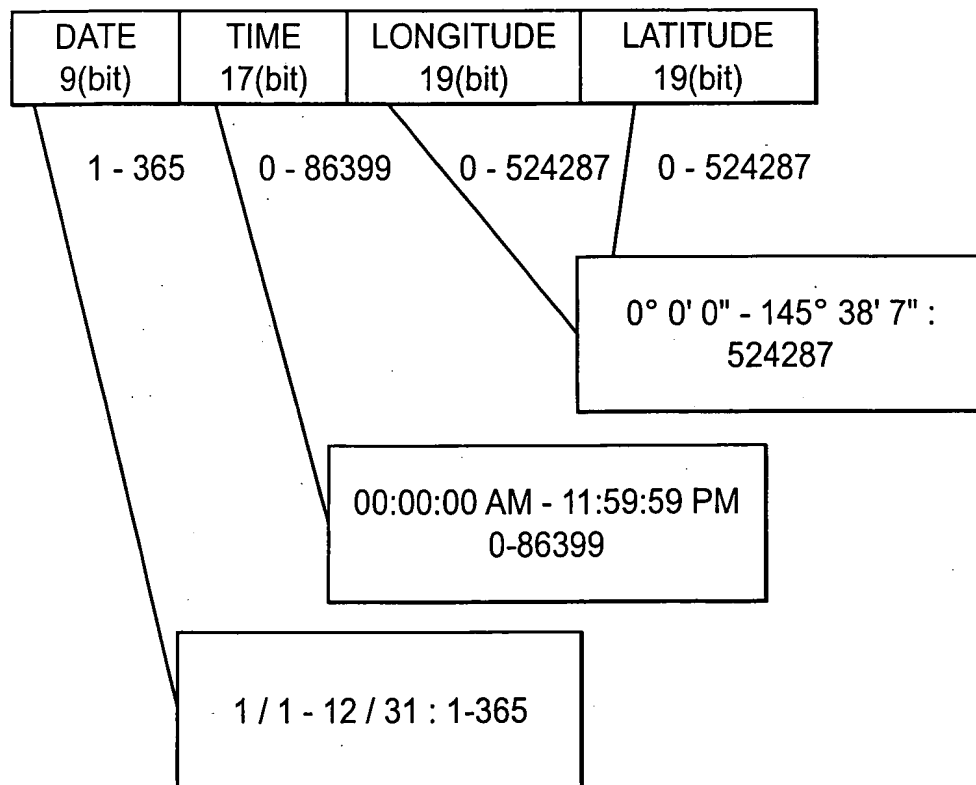 DATE TIME LONGITUDE LATITUDE
9(bit) 17(bit) 19(bit) 19(bit)
1 - 365 0 - 86399 0 - 524287 0 - 524287
0° 0' 0" - 145° 38' 7" :
524287
00:00:00 AM - 11:59:59 PM
0-86399
1 / 1 - 12 / 31 : 1-365